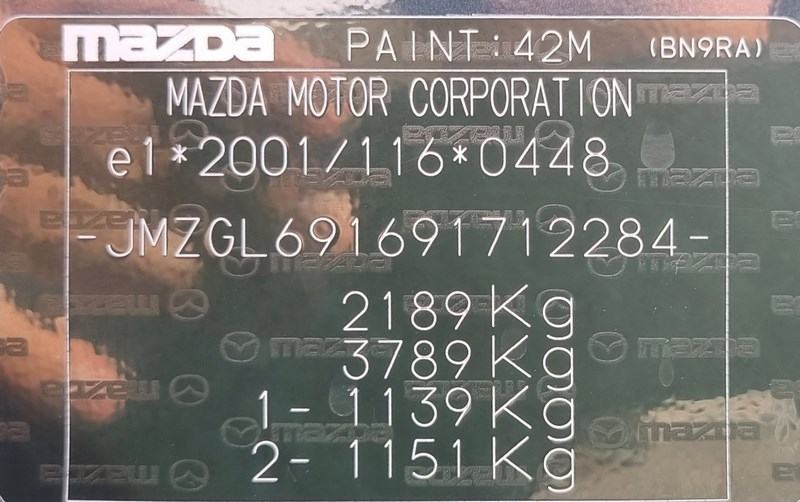 mazda PAINT: 42M (BN9RA)
MAZDA MOTOR CORPORATION
e1*2001/116*0448
-JMZGL691691712284-
2189Kg
3789Kg
1- 1139Kg
2- 1151Kg